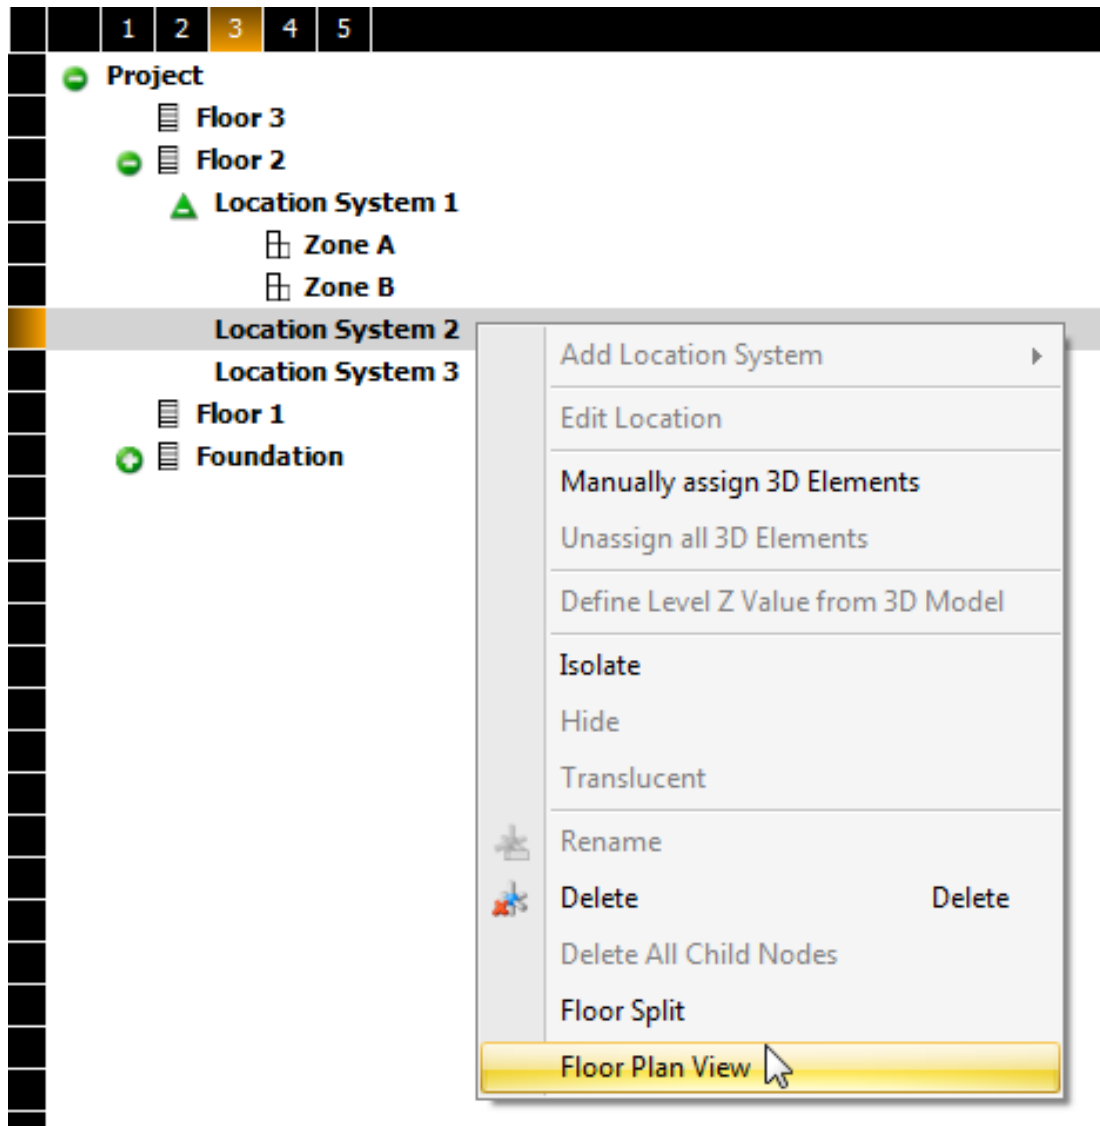 1 2 3 4 5
Project
Floor 3
Floor 2
Location System 1
Zone A
Zone B
Location System 2
Location System 3
Floor 1
Foundation
Add Location System
Edit Location
Manually assign 3D Elements
Unassign all 3D Elements
Define Level Z Value from 3D Model
Isolate
Hide
Translucent
Rename
Delete Delete
Delete All Child Nodes
Floor Split
Floor Plan View